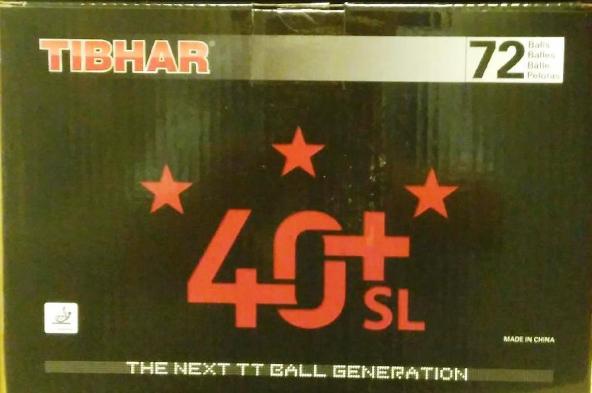 TIBHAR
72
Balls
Balles
Bälle
Pelotas
40+
SL
MADE IN CHINA
THE NEXT TT BALL GENERATION